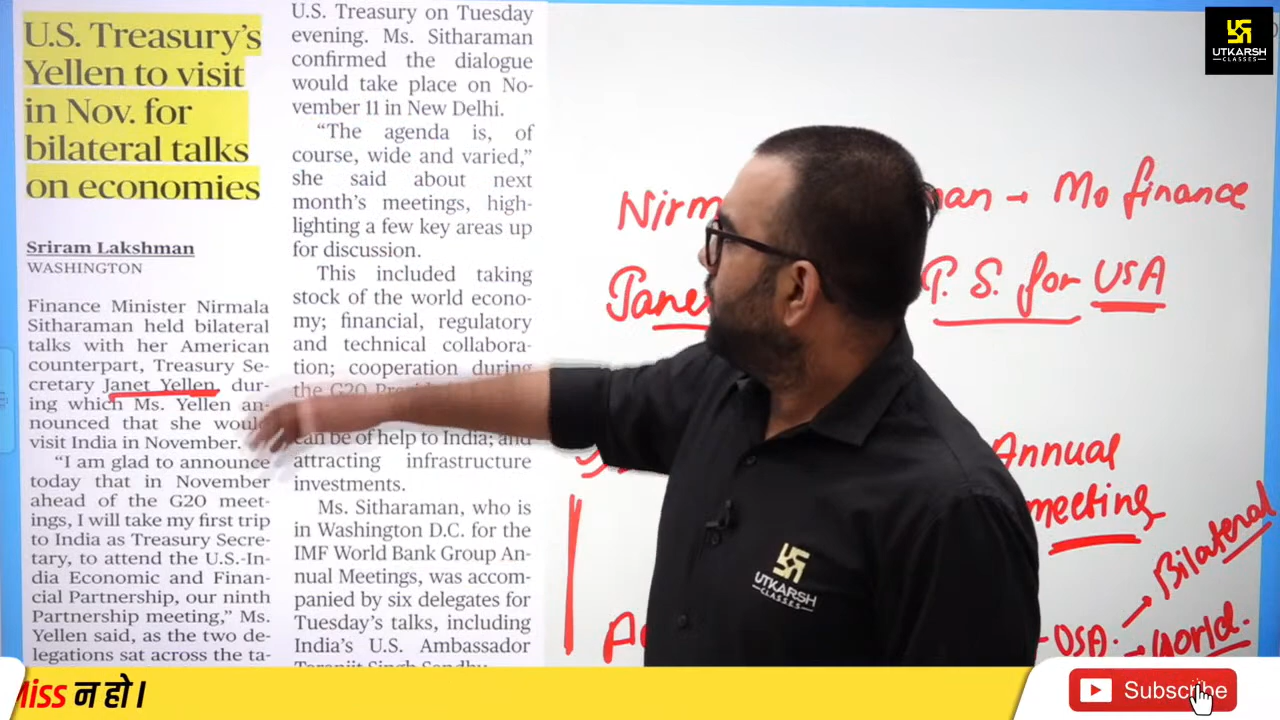 U.S. Treasury's
Yellen to visit
in Nov. for
bilateral talks
on economies
Sriram Lakshman
WASHINGTON
Finance Minister Nirmala
Sitharaman held bilateral
talks with her American
counterpart, Treasury Se-
cretary Janet Yellen, dur-
ing which Ms. Yellen an-
nounced that she would
visit India in November.
"I am glad to announce
today that in November
ahead of the G20 meet-
ings, I will take my first trip
to India as Treasury Secre-
tary, to attend the U.S.-In-
dia Economic and Finan-
cial Partnership, our ninth
Partnership meeting," Ms.
Yellen said, as the two de-
legations sat across the ta-
U.S. Treasury on Tuesday
evening. Ms. Sitharaman
confirmed the dialogue
would take place on No-
vember 11 in New Delhi.
"The agenda is, of
course, wide and varied,"
she said about next
month's meetings, high-
lighting a few key areas up
for discussion.
This included taking
stock of the world econo-
my; financial, regulatory
and technical collabora-
tion; cooperation during
the G20
can be of help to India; and
attracting infrastructure
investments.
Ms. Sitharaman, who is
in Washington D.C. for the
IMF World Bank Group An-
nual Meetings, was accom-
panied by six delegates for
Tuesday's talks, including
India's U.S. Ambassador
Taranjit Singh Sandhu
Mo finance
T. S. for USA
Annual
meeting
Bilateral
USA.
World.
UTKARSH
CLASSES
UTKARSH
CLASSES
Miss न हो।
Subscribe